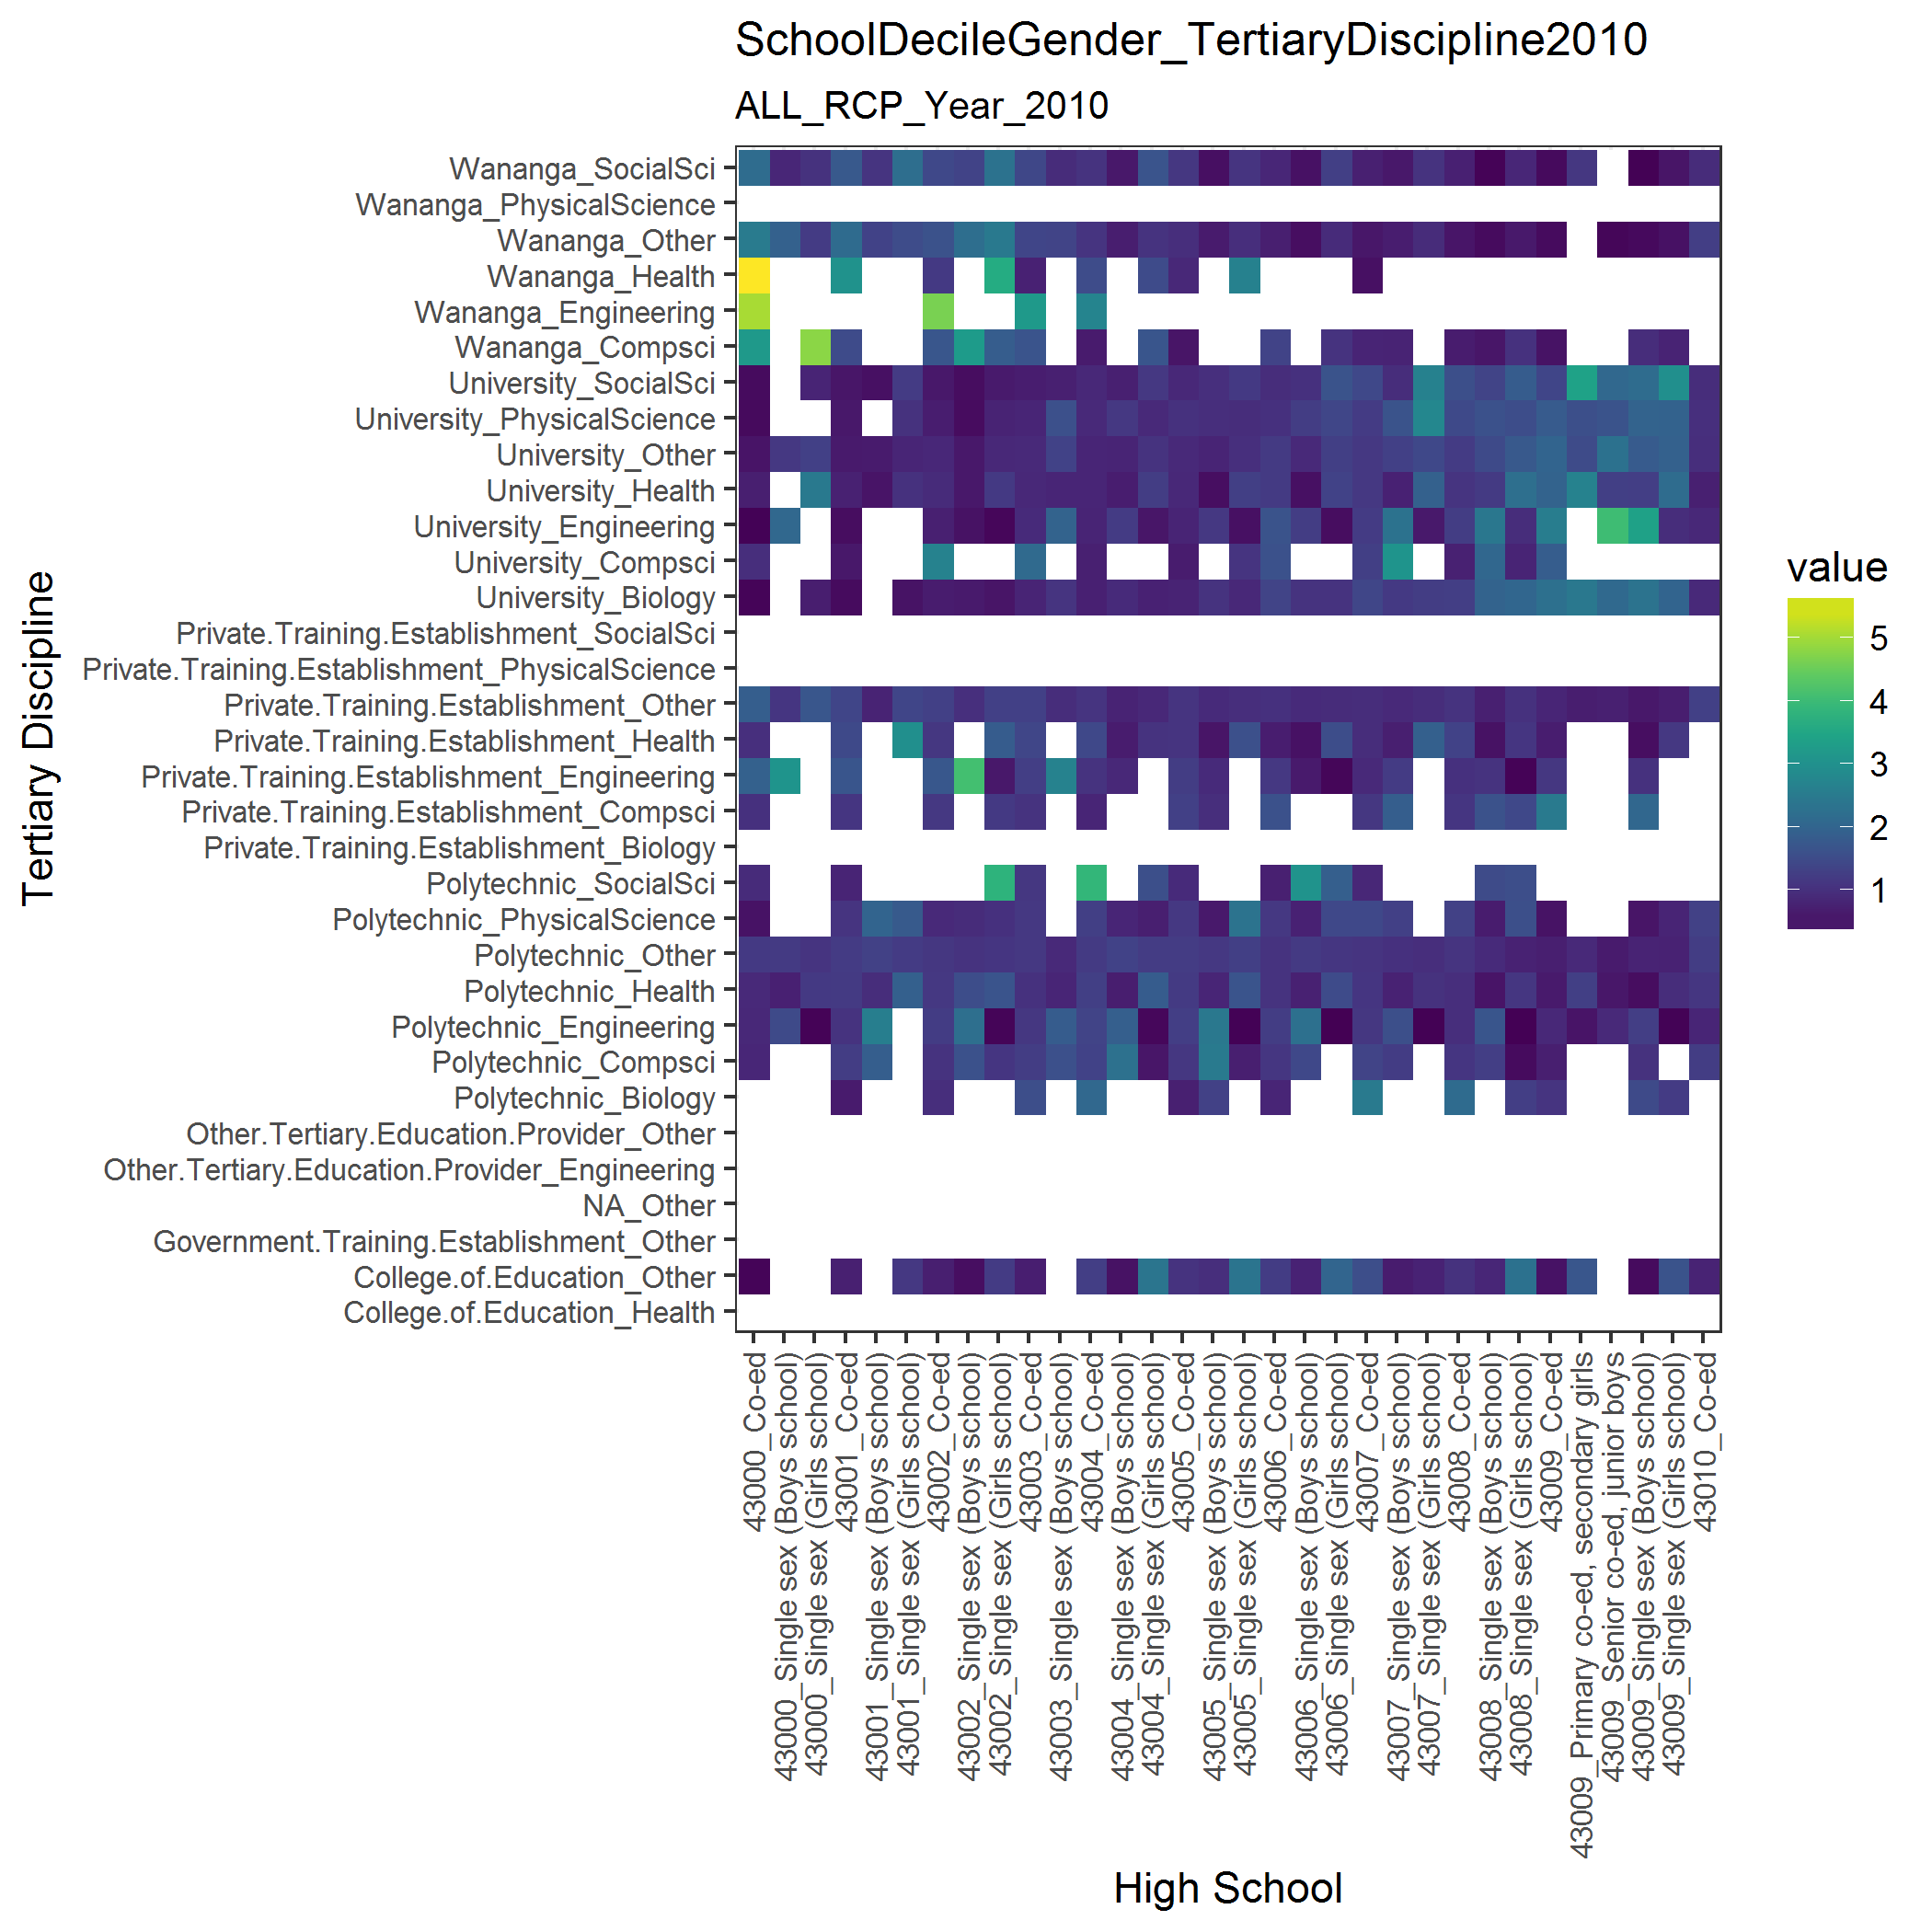 SchoolDecileGender_TertiaryDiscipline2010
ALL_RCP_Year_2010
Tertiary Discipline
Wananga_SocialSci
Wananga_PhysicalScience
Wananga_Other
Wananga_Health
Wananga_Engineering
Wananga_Compsci
University_SocialSci
University_PhysicalScience
University_Other
University_Health
University_Engineering
University_Compsci
University_Biology
Private.Training.Establishment_SocialSci
Private.Training.Establishment_PhysicalScience
Private.Training.Establishment_Other
Private.Training.Establishment_Health
Private.Training.Establishment_Engineering
Private.Training.Establishment_Compsci
Private.Training.Establishment_Biology
Polytechnic_SocialSci
Polytechnic_PhysicalScience
Polytechnic_Other
Polytechnic_Health
Polytechnic_Engineering
Polytechnic_Compsci
Polytechnic_Biology
Other.Tertiary.Education.Provider_Other
Other.Tertiary.Education.Provider_Engineering
NA_Other
Government.Training.Establishment_Other
College.of.Education_Other
College.of.Education_Health
43000_Co-ed
43000_Single sex (Boys school)
43000_Single sex (Girls school)
43001_Co-ed
43001_Single sex (Boys school)
43001_Single sex (Girls school)
43002_Co-ed
43002_Single sex (Boys school)
43002_Single sex (Girls school)
43003_Co-ed
43003_Single sex (Boys school)
43004_Co-ed
43004_Single sex (Boys school)
43004_Single sex (Girls school)
43005_Co-ed
43005_Single sex (Boys school)
43005_Single sex (Girls school)
43006_Co-ed
43006_Single sex (Boys school)
43006_Single sex (Girls school)
43007_Co-ed
43007_Single sex (Boys school)
43007_Single sex (Girls school)
43008_Co-ed
43008_Single sex (Boys school)
43008_Single sex (Girls school)
43009_Co-ed
43009_Primary co-ed, secondary girls
43009_Senior co-ed, junior boys
43009_Single sex (Boys school)
43009_Single sex (Girls school)
43010_Co-ed
High School
value
5
4
3
2
1